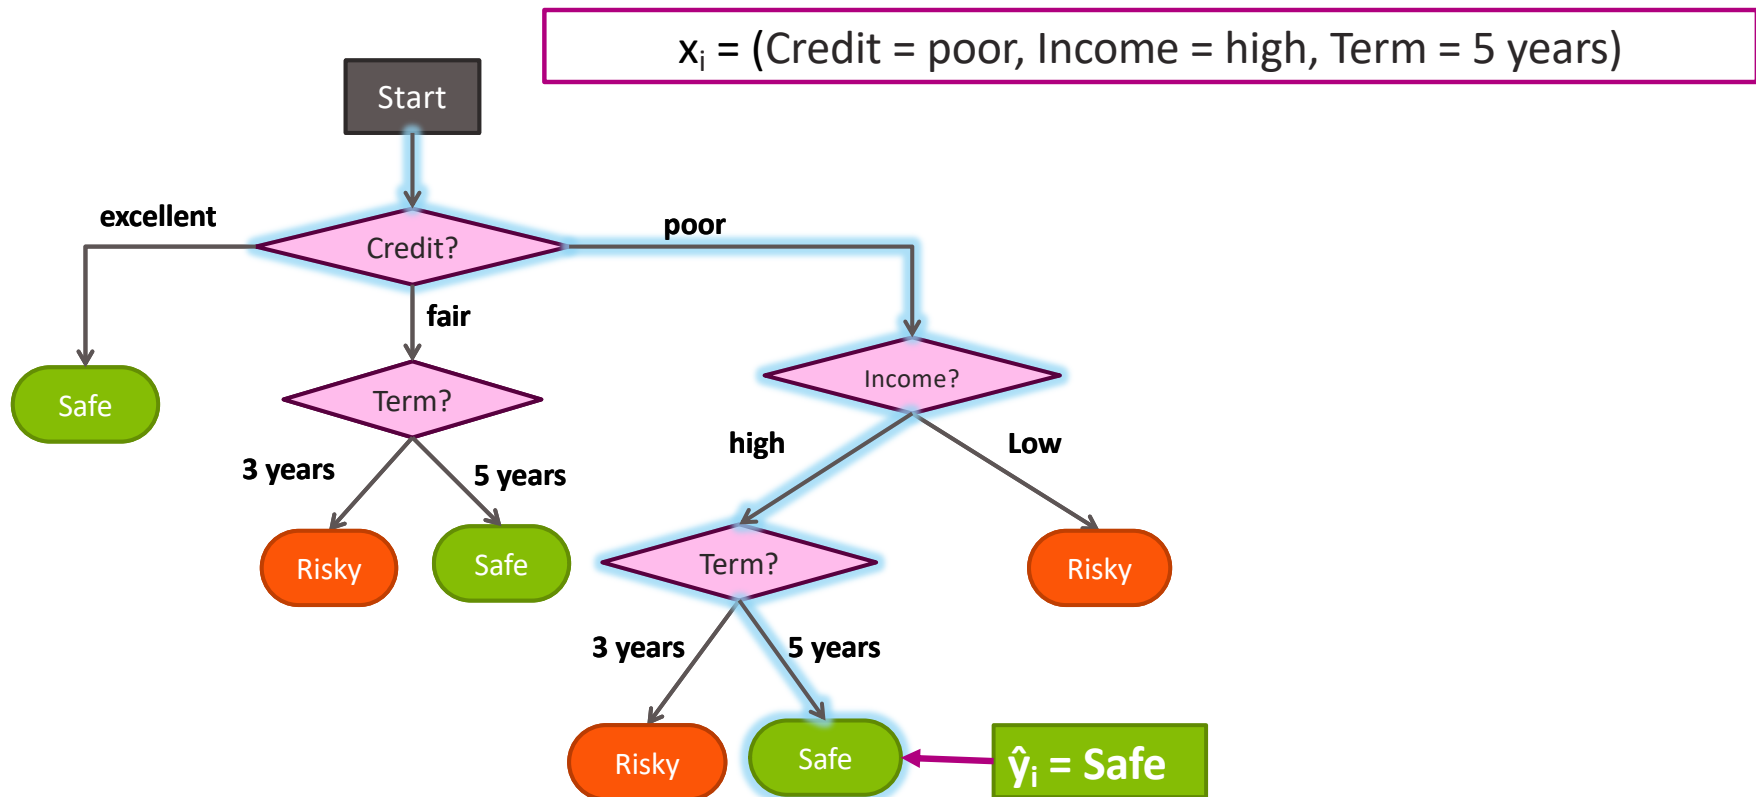 xᵢ = (Credit = poor, Income = high, Term = 5 years)
Start
excellent
poor
Credit?
fair
Income?
Safe
Term?
high
Low
3 years
5 years
Risky
Safe
Term?
Risky
3 years
5 years
Risky
Safe
ŷᵢ = Safe